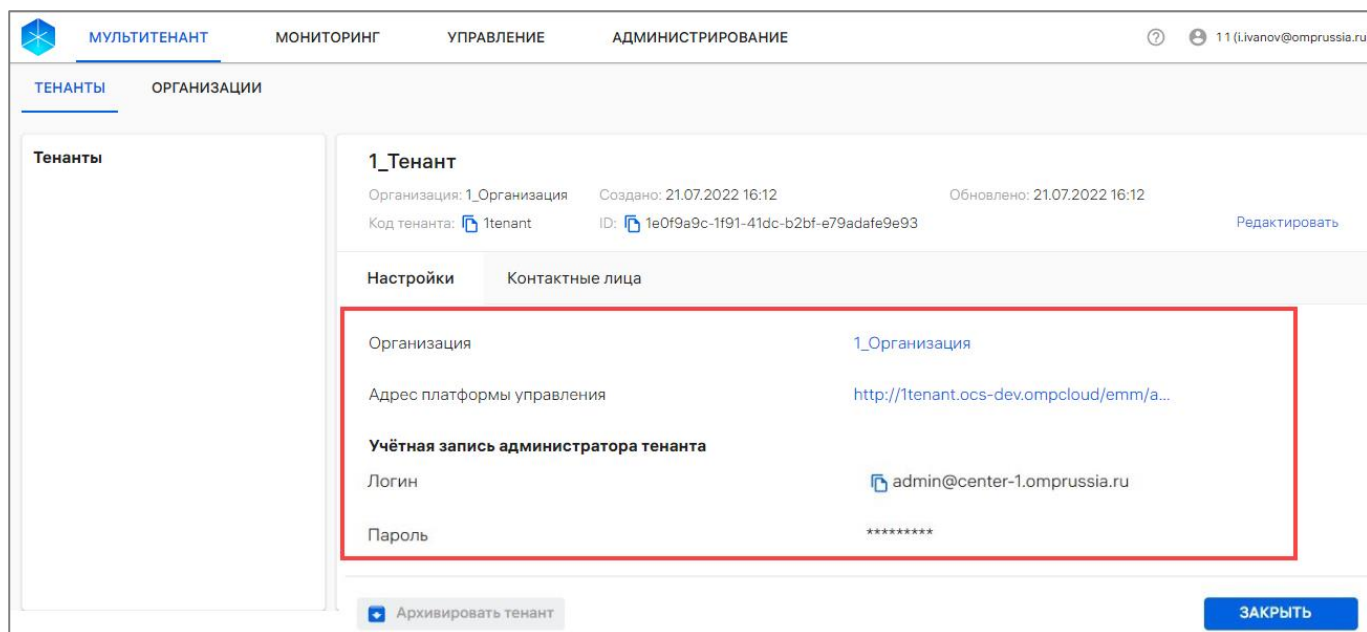 МУЛЬТИТЕНАНТ МОНИТОРИНГ УПРАВЛЕНИЕ АДМИНИСТРИРОВАНИЕ 11 (i.ivanov@omprussia.ru
ТЕНАНТЫ ОРГАНИЗАЦИИ
Тенанты
1_Тенант
Организация: 1_Организация Создано: 21.07.2022 16:12 Обновлено: 21.07.2022 16:12
Код тенанта: 1tenant ID: 1e0f9a9c-1f91-41dc-b2bf-e79adafe9e93 Редактировать
Настройки Контактные лица
Организация 1_Организация
Адрес платформы управления http://1tenant.ocs-dev.ompcloud/emm/a...
Учётная запись администратора тенанта
Логин admin@center-1.omprussia.ru
Пароль *********
Архивировать тенант ЗАКРЫТЬ